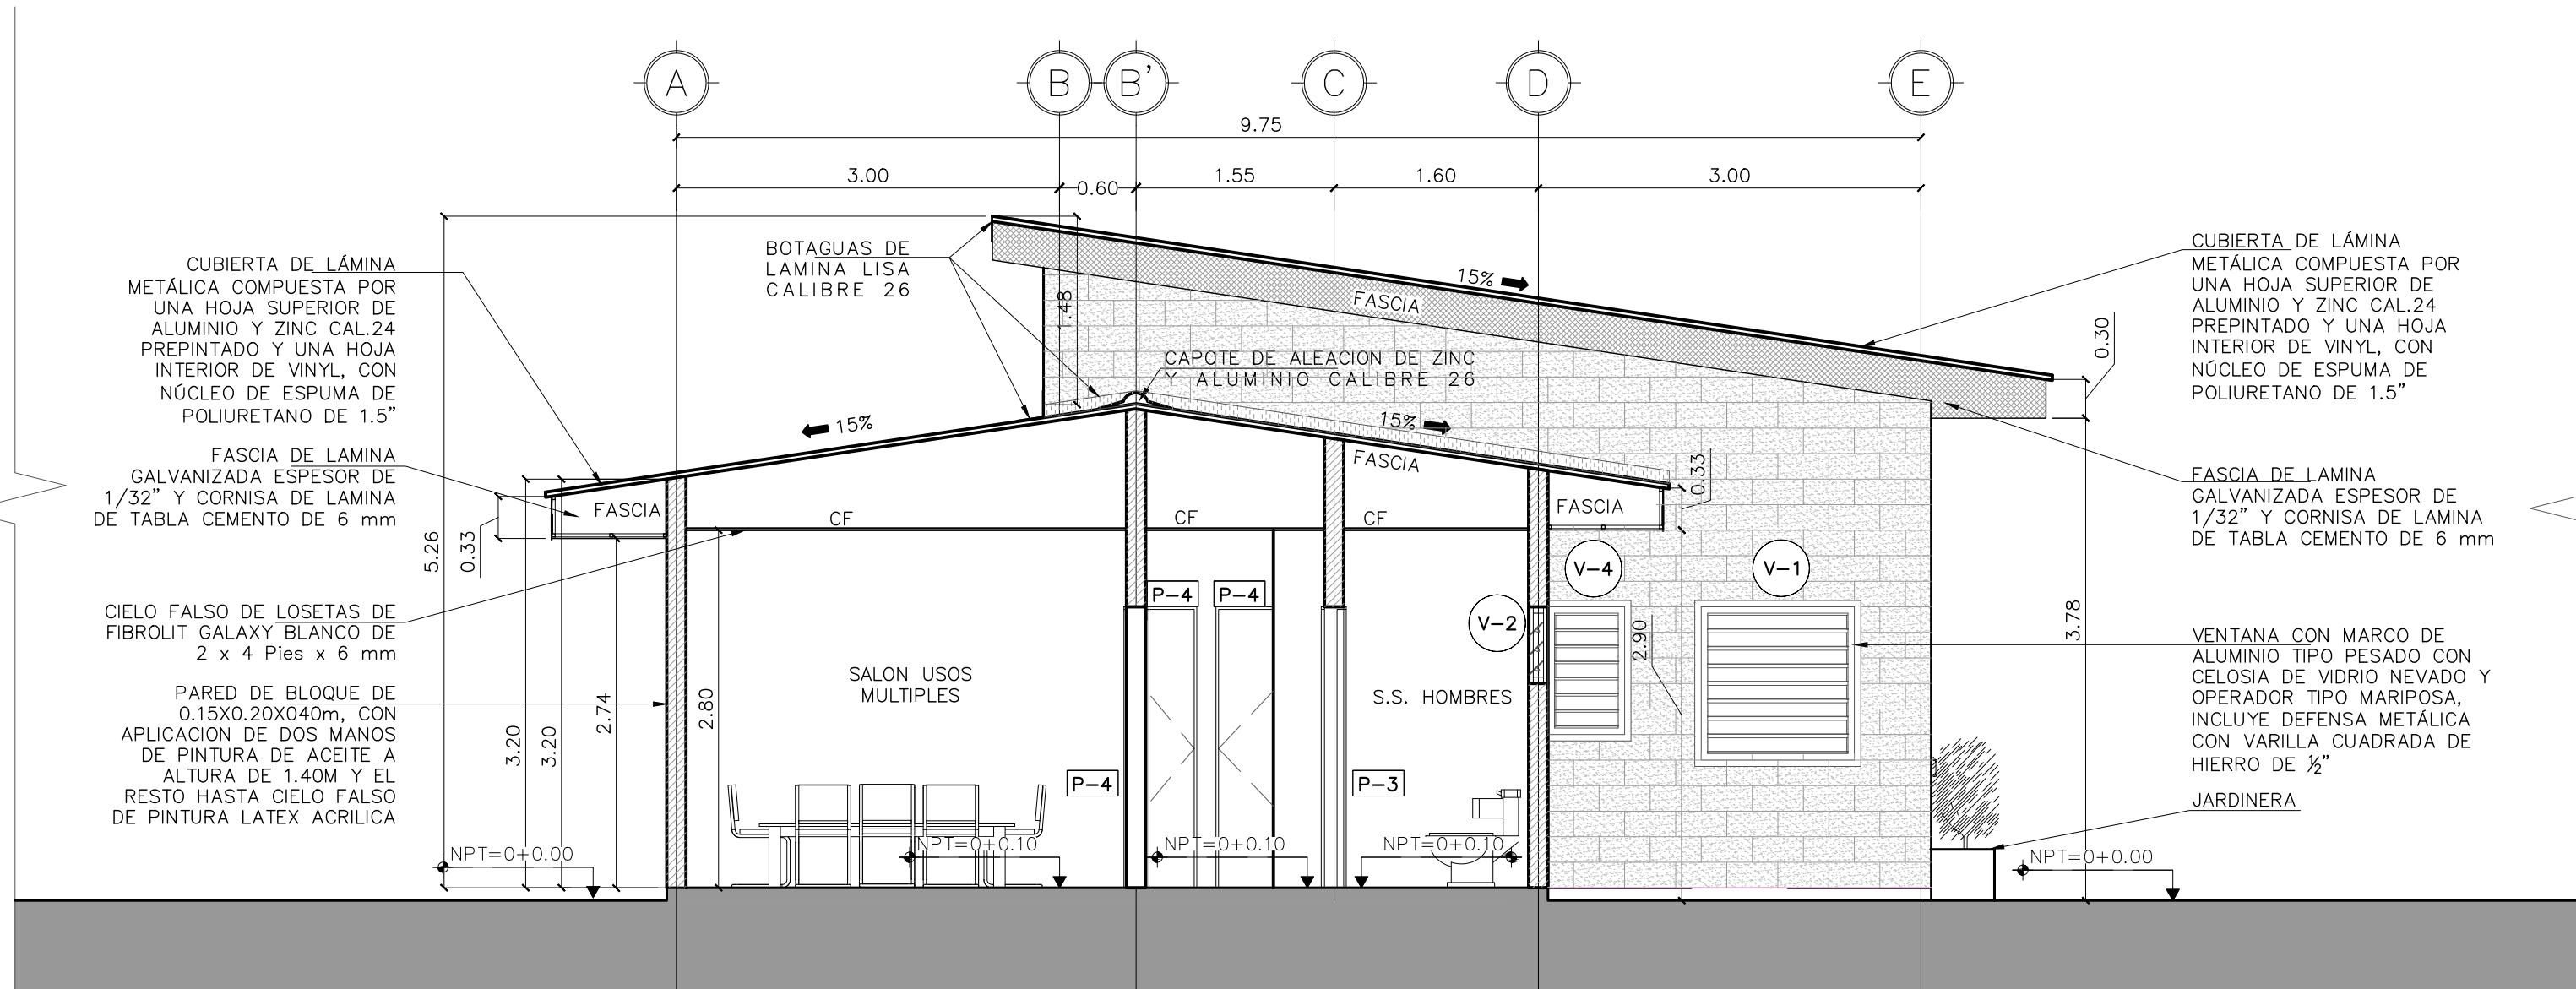 A
B
B'
C
D
E
9.75
3.00
0.60
1.55
1.60
3.00
CUBIERTA DE LÁMINA
METÁLICA COMPUESTA POR
UNA HOJA SUPERIOR DE
ALUMINIO Y ZINC CAL.24
PREPINTADO Y UNA HOJA
INTERIOR DE VINYL, CON
NÚCLEO DE ESPUMA DE
POLIURETANO DE 1.5"
FASCIA DE LAMINA
GALVANIZADA ESPESOR DE
1/32" Y CORNISA DE LAMINA
DE TABLA CEMENTO DE 6 mm
CIELO FALSO DE LOSETAS DE
FIBROLIT GALAXY BLANCO DE
2 x 4 Pies x 6 mm
PARED DE BLOQUE DE
0.15X0.20X040m, CON
APLICACION DE DOS MANOS
DE PINTURA DE ACEITE A
ALTURA DE 1.40M Y EL
RESTO HASTA CIELO FALSO
DE PINTURA LATEX ACRILICA
BOTAGUAS DE
LAMINA LISA
CALIBRE 26
1.48
15%
FASCIA
CAPOTE DE ALEACION DE ZINC
Y ALUMINIO CALIBRE 26
15%
15%
FASCIA
0.33
FASCIA
FASCIA
CF
CF
CF
5.26
0.33
3.20
3.20
2.74
2.80
SALON USOS
MULTIPLES
P-4
P-4
P-4
P-3
V-2
V-4
V-1
2.90
S.S. HOMBRES
NPT=0+0.00
NPT=0+0.10
NPT=0+0.10
NPT=0+0.10
NPT=0+0.00
0.30
3.78
CUBIERTA DE LÁMINA
METÁLICA COMPUESTA POR
UNA HOJA SUPERIOR DE
ALUMINIO Y ZINC CAL.24
PREPINTADO Y UNA HOJA
INTERIOR DE VINYL, CON
NÚCLEO DE ESPUMA DE
POLIURETANO DE 1.5"
FASCIA DE LAMINA
GALVANIZADA ESPESOR DE
1/32" Y CORNISA DE LAMINA
DE TABLA CEMENTO DE 6 mm
VENTANA CON MARCO DE
ALUMINIO TIPO PESADO CON
CELOSIA DE VIDRIO NEVADO Y
OPERADOR TIPO MARIPOSA,
INCLUYE DEFENSA METÁLICA
CON VARILLA CUADRADA DE
HIERRO DE ½"
JARDINERA